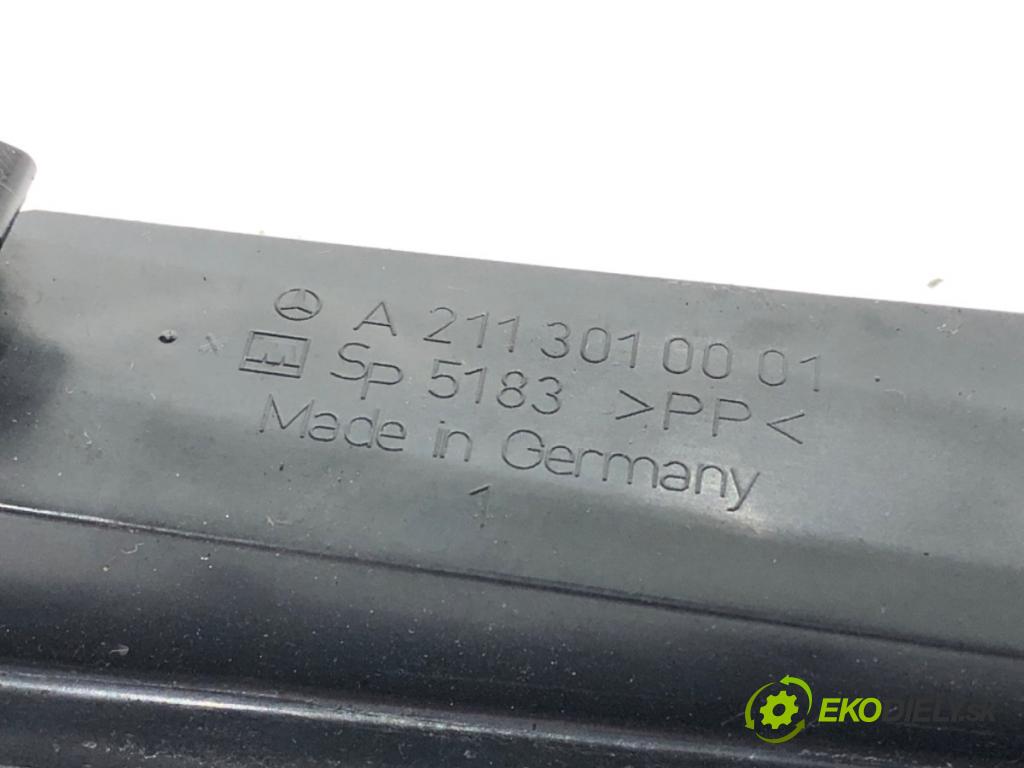 A 211 301 00 01
SP 5183 >PP<
Made in Germany
1
EKODIELY.SK